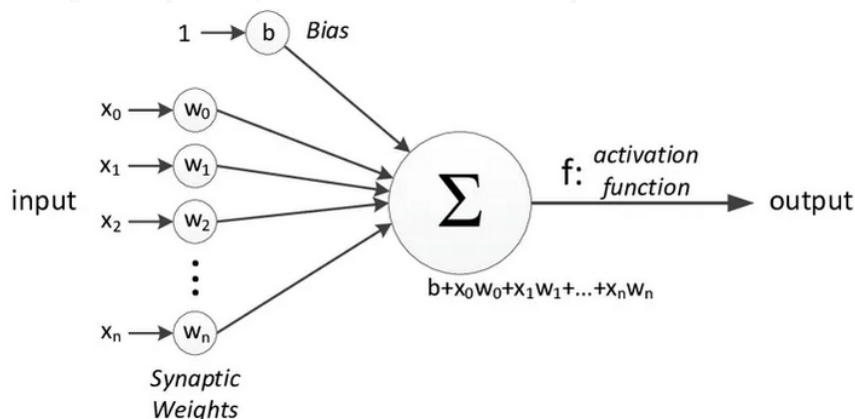 1 b Bias
x₀ w₀
x₁ w₁
input
x₂ w₂
⋮
xₙ wₙ
Synaptic
Weights
Σ
b+x₀w₀+x₁w₁+...+xₙwₙ
f: activation
function
output